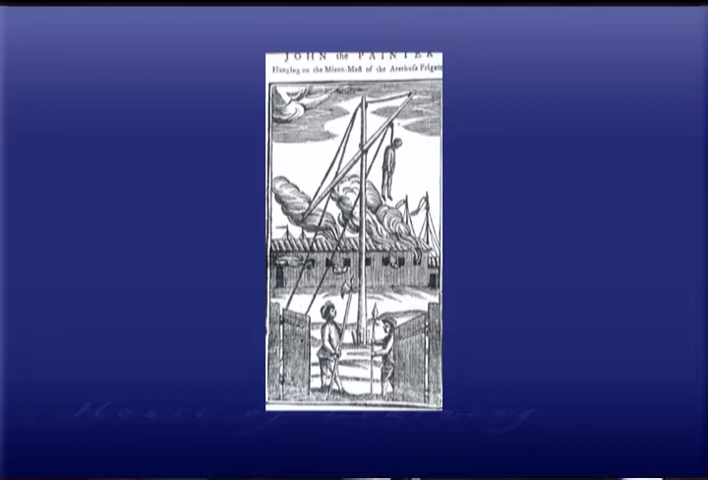 JOHN the PAINTER
Hanging on the Mizen-Maſt of the Arethuſa Frigate